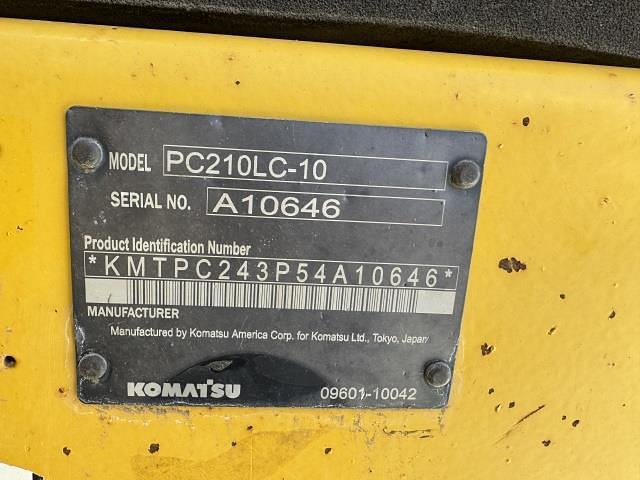 MODEL PC210LC-10
SERIAL NO. A10646
Product Identification Number
*KMTPC243P54A10646*
MANUFACTURER
Manufactured by Komatsu America Corp. for Komatsu Ltd., Tokyo, Japan
KOMATSU 09601-10042